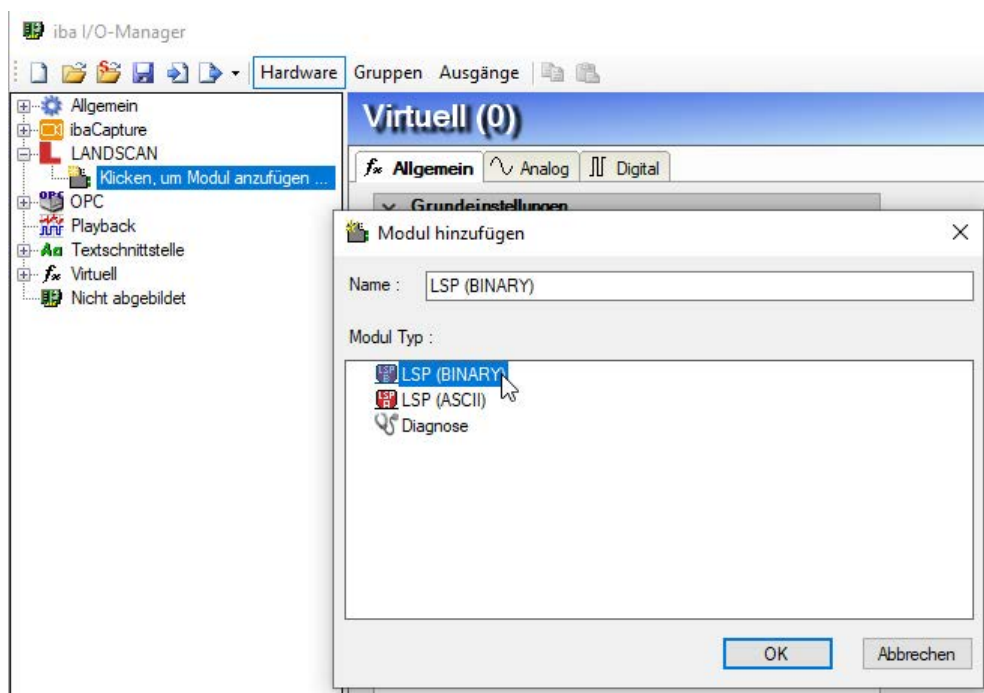 iba I/O-Manager
Hardware Gruppen Ausgänge
Allgemein
ibaCapture
LANDSCAN
Klicken, um Modul anzufügen ...
OPC
Playback
Textschnittstelle
Virtuell
Nicht abgebildet
Virtuell (0)
Allgemein Analog Digital
Grundeinstellungen
Modul hinzufügen
Name : LSP (BINARY)
Modul Typ :
LSP (BINARY)
LSP (ASCII)
Diagnose
OK Abbrechen